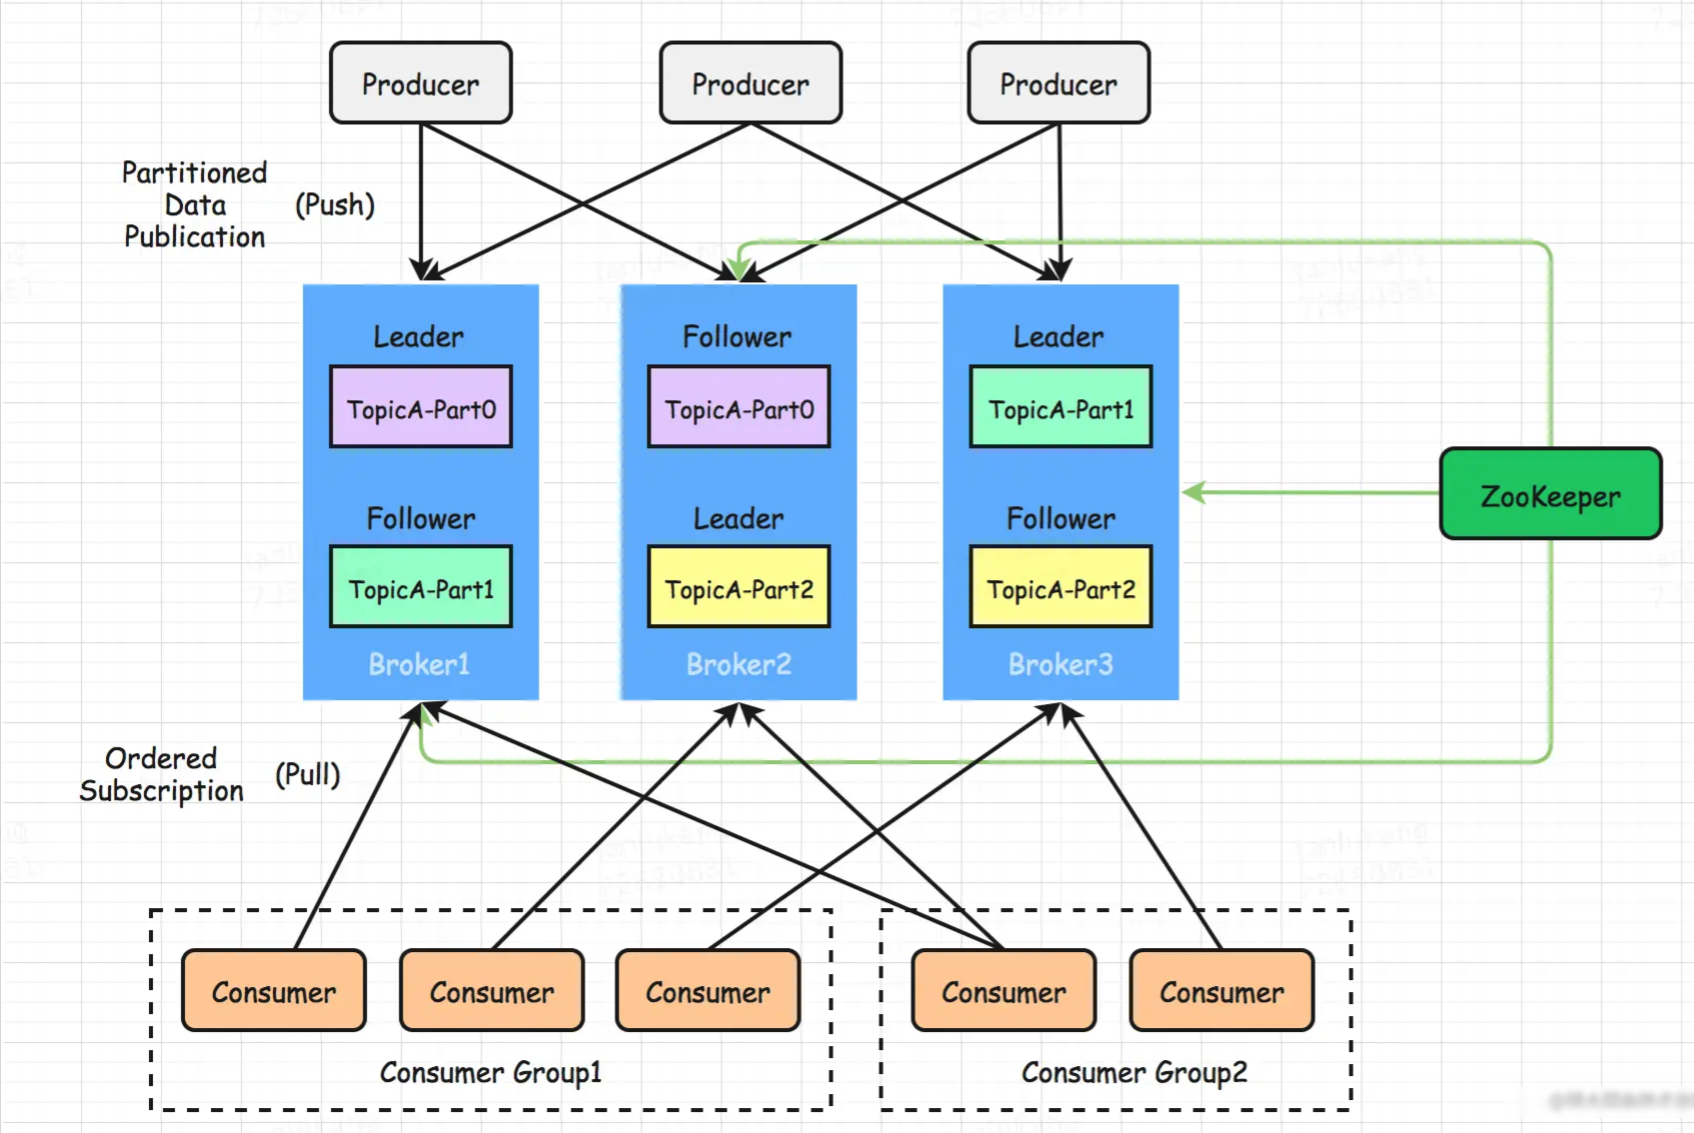 Producer
Producer
Producer
Partitioned
Data
Publication
(Push)
Leader
TopicA-Part0
Follower
TopicA-Part1
Broker1
Follower
TopicA-Part0
Leader
TopicA-Part2
Broker2
Leader
TopicA-Part1
Follower
TopicA-Part2
Broker3
ZooKeeper
Ordered
Subscription
(Pull)
Consumer
Consumer
Consumer
Consumer Group1
Consumer
Consumer
Consumer Group2